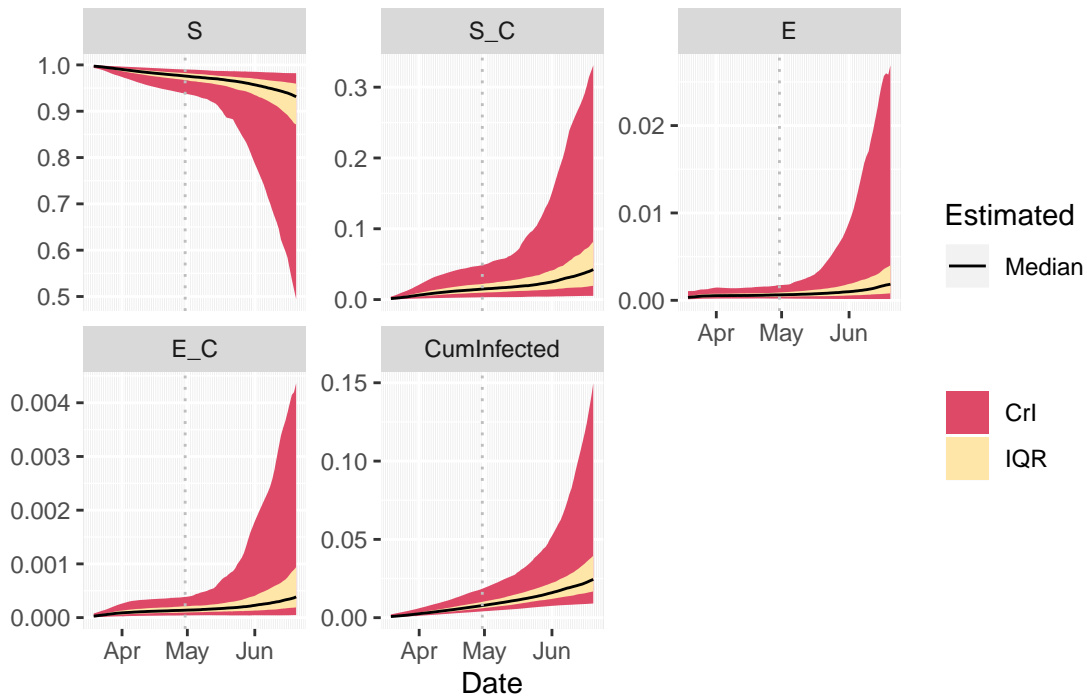 S
S_C
E
1.0
0.9
0.8
0.7
0.6
0.5
0.3
0.2
0.1
0.0
0.02
0.01
0.00
Apr May Jun
E_C
CumInfected
0.004
0.003
0.002
0.001
0.000
Apr May Jun
0.15
0.10
0.05
0.00
Apr May Jun
Date
Estimated
Median
CrI
IQR